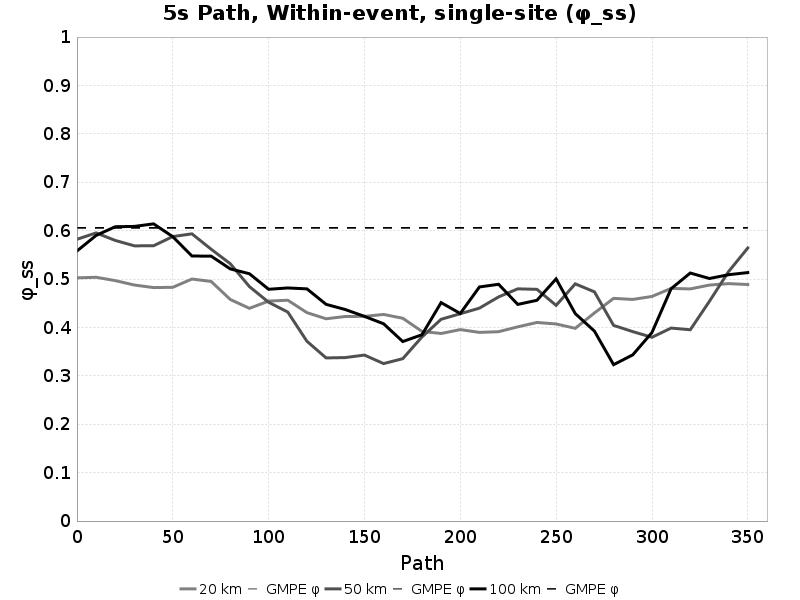 5s Path, Within-event, single-site (φ_ss)
1
0.9
0.8
0.7
0.6
0.5
0.4
0.3
0.2
0.1
0
φ_ss
0 50 100 150 200 250 300 350
Path
20 km GMPE φ 50 km GMPE φ 100 km GMPE φ